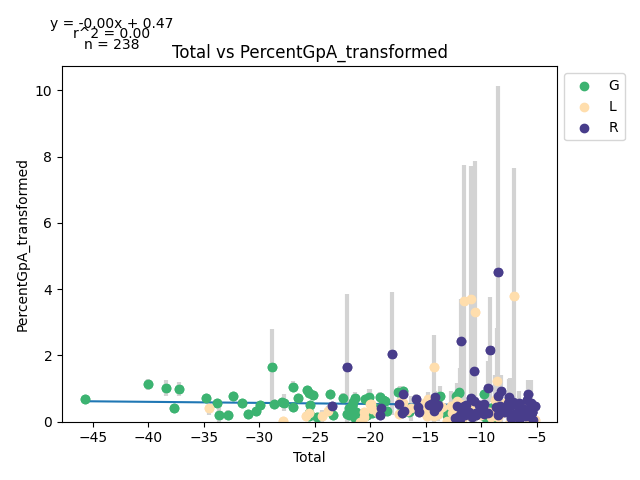 y = -0.00x + 0.47
r^2 = 0.00
n = 238
Total vs PercentGpA_transformed
G
L
R
PercentGpA_transformed
10
8
6
4
2
0
−45 −40 −35 −30 −25 −20 −15 −10 −5
Total